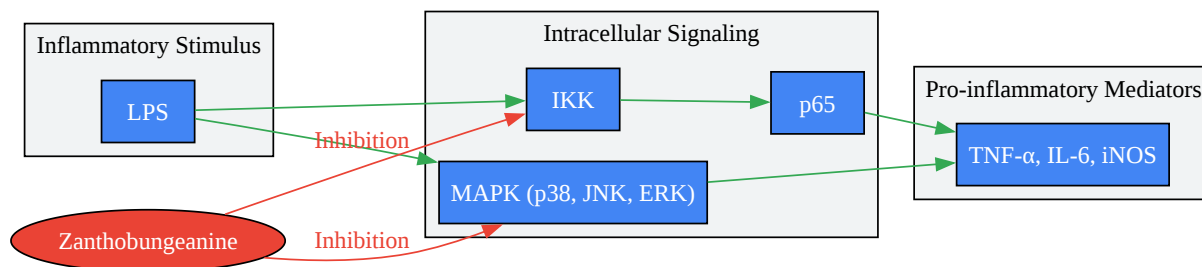 Inflammatory Stimulus
LPS
Intracellular Signaling
IKK
p65
MAPK (p38, JNK, ERK)
Pro-inflammatory Mediators
TNF-α, IL-6, iNOS
Inhibition
Zanthobungeanine
Inhibition